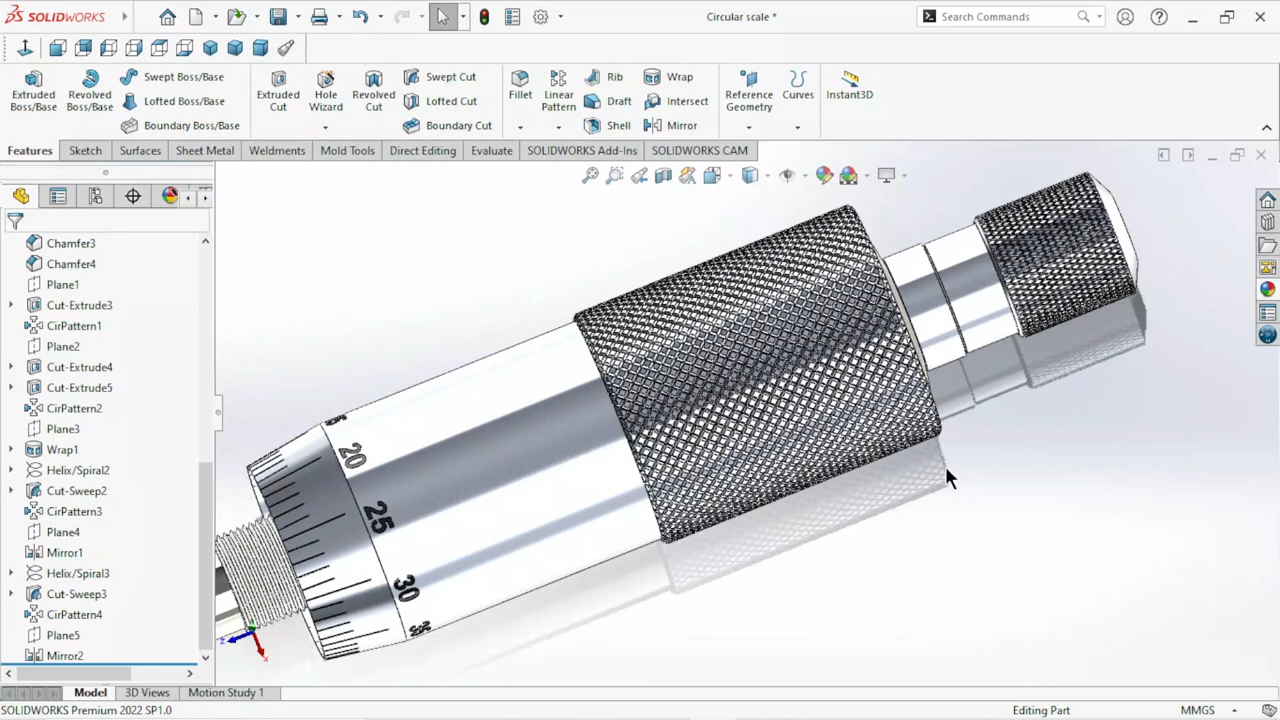 SOLIDWORKS
Circular scale *
Search Commands
Extruded Boss/Base
Revolved Boss/Base
Swept Boss/Base
Lofted Boss/Base
Boundary Boss/Base
Extruded Cut
Hole Wizard
Revolved Cut
Swept Cut
Lofted Cut
Boundary Cut
Fillet
Linear Pattern
Rib
Draft
Shell
Wrap
Intersect
Mirror
Reference Geometry
Curves
Instant3D
Features Sketch Surfaces Sheet Metal Weldments Mold Tools Direct Editing Evaluate SOLIDWORKS Add-Ins SOLIDWORKS CAM
Chamfer3
Chamfer4
Plane1
Cut-Extrude3
CirPattern1
Plane2
Cut-Extrude4
Cut-Extrude5
CirPattern2
Plane3
Wrap1
Helix/Spiral2
Cut-Sweep2
CirPattern3
Plane4
Mirror1
Helix/Spiral3
Cut-Sweep3
CirPattern4
Plane5
Mirror2
20
25
30
z
x
Model 3D Views Motion Study 1
SOLIDWORKS Premium 2022 SP1.0
Editing Part
MMGS